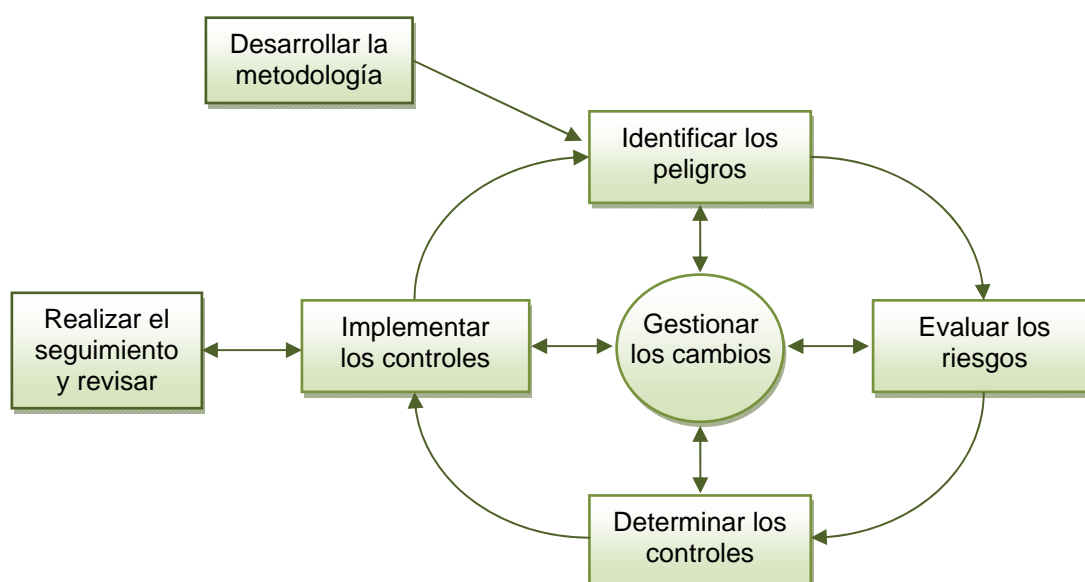 Desarrollar la
metodología
Identificar los
peligros
Realizar el
seguimiento
y revisar
Implementar
los controles
Gestionar
los cambios
Evaluar los
riesgos
Determinar los
controles